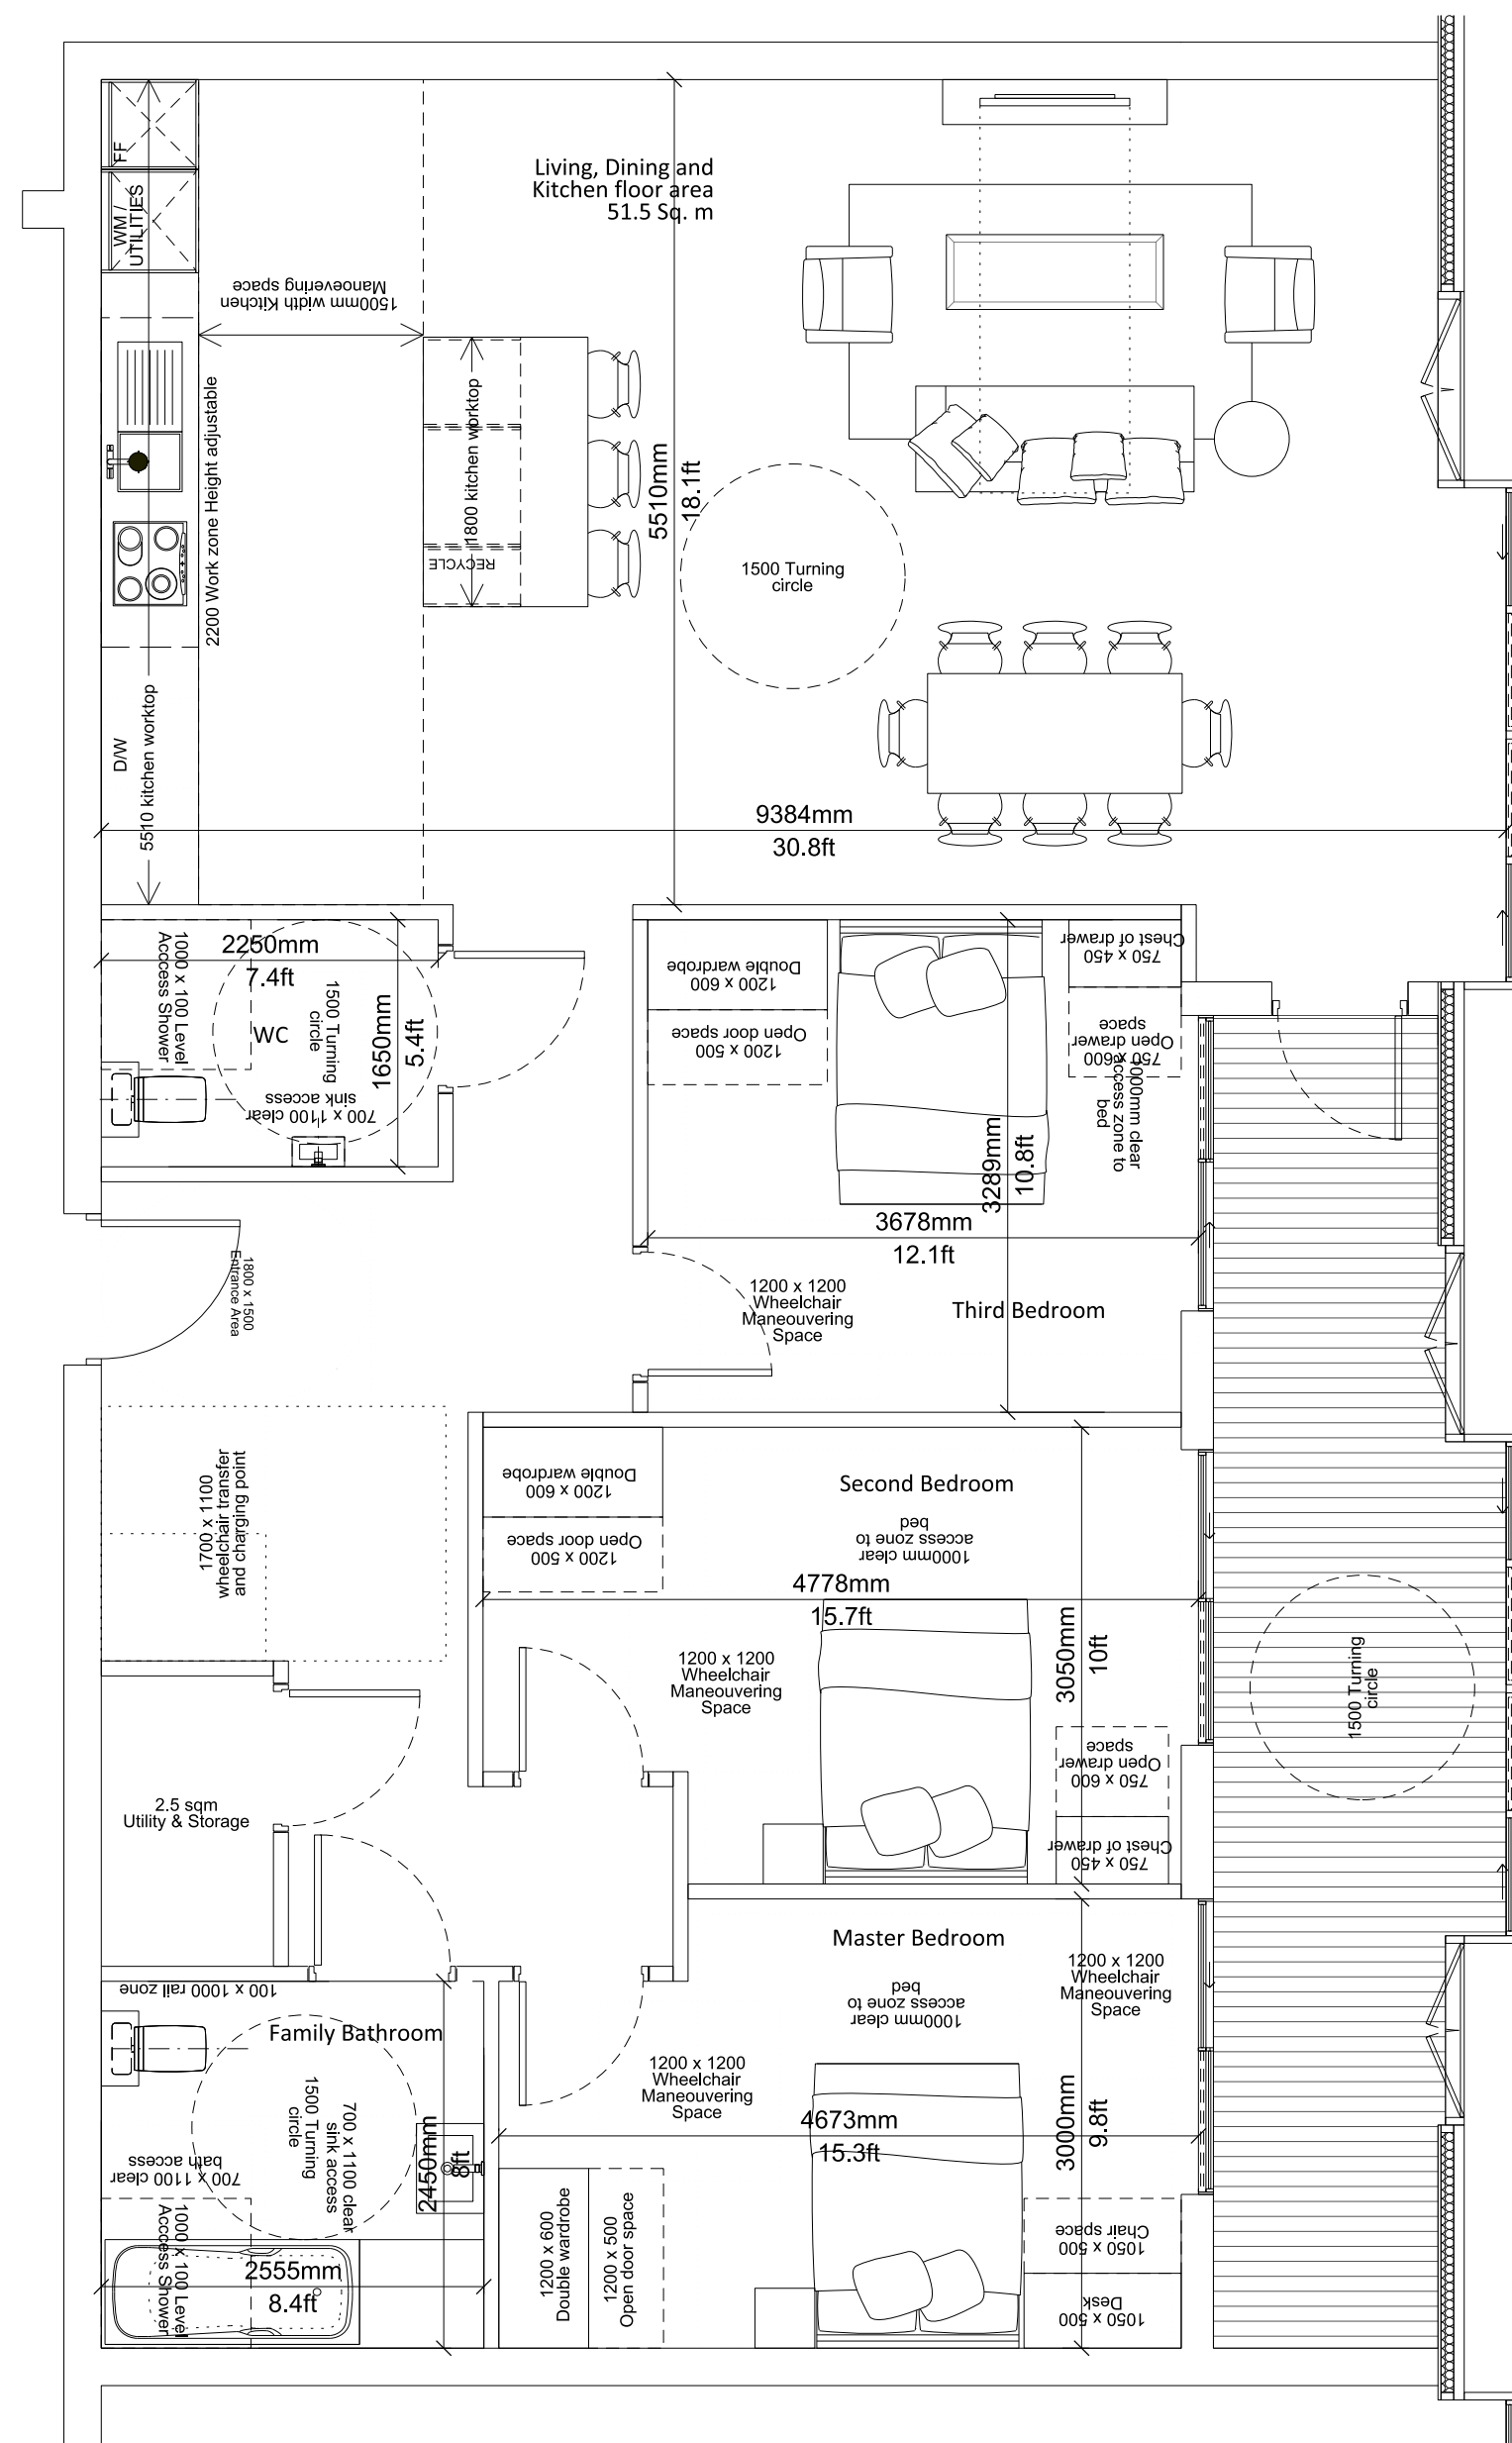 FF
WM /
UTILITIES
Living, Dining and
Kitchen floor area
51.5 Sq. m
1500mm width Kitchen
Manoevering space
2200 Work zone Height adjustable
1800 kitchen worktop
RECYCLE
5510mm
18.1ft
1500 Turning
circle
D/W
5510 kitchen worktop
9384mm
30.8ft
1000 x 100 Level
Acccess Shower
2250mm
7.4ft
WC
1500 Turning
circle
1650mm
5.4ft
700 x 1100 clear
sink access
1200 x 600
Double wardrobe
1200 x 500
Open door space
750 x 450
Chest of drawer
750 x 600
Open drawer
space
1000mm clear
access zone to
bed
3289mm
10.8ft
3678mm
12.1ft
1800 x 1500
Entrance Area
1200 x 1200
Wheelchair
Maneouvering
Space
Third Bedroom
1700 x 1100
wheelchair transfer
and charging point
1200 x 600
Double wardrobe
1200 x 500
Open door space
Second Bedroom
1000mm clear
access zone to
bed
4778mm
15.7ft
3050mm
10ft
1200 x 1200
Wheelchair
Maneouvering
Space
1500 Turning
circle
750 x 600
Open drawer
space
750 x 450
Chest of drawer
2.5 sqm
Utility & Storage
Master Bedroom
1000mm clear
access zone to
bed
1200 x 1200
Wheelchair
Maneouvering
Space
100 x 1000 rail zone
Family Bathroom
1200 x 1200
Wheelchair
Maneouvering
Space
1500 Turning
circle
700 x 1100 clear
sink access
2450mm
8ft
4673mm
15.3ft
3000mm
9.8ft
700 x 1100 clear
bath access
1000 x 100 Level
Acccess Shower
2555mm
8.4ft
1200 x 600
Double wardrobe
1200 x 500
Open door space
1050 x 500
Chair space
1050 x 500
Desk